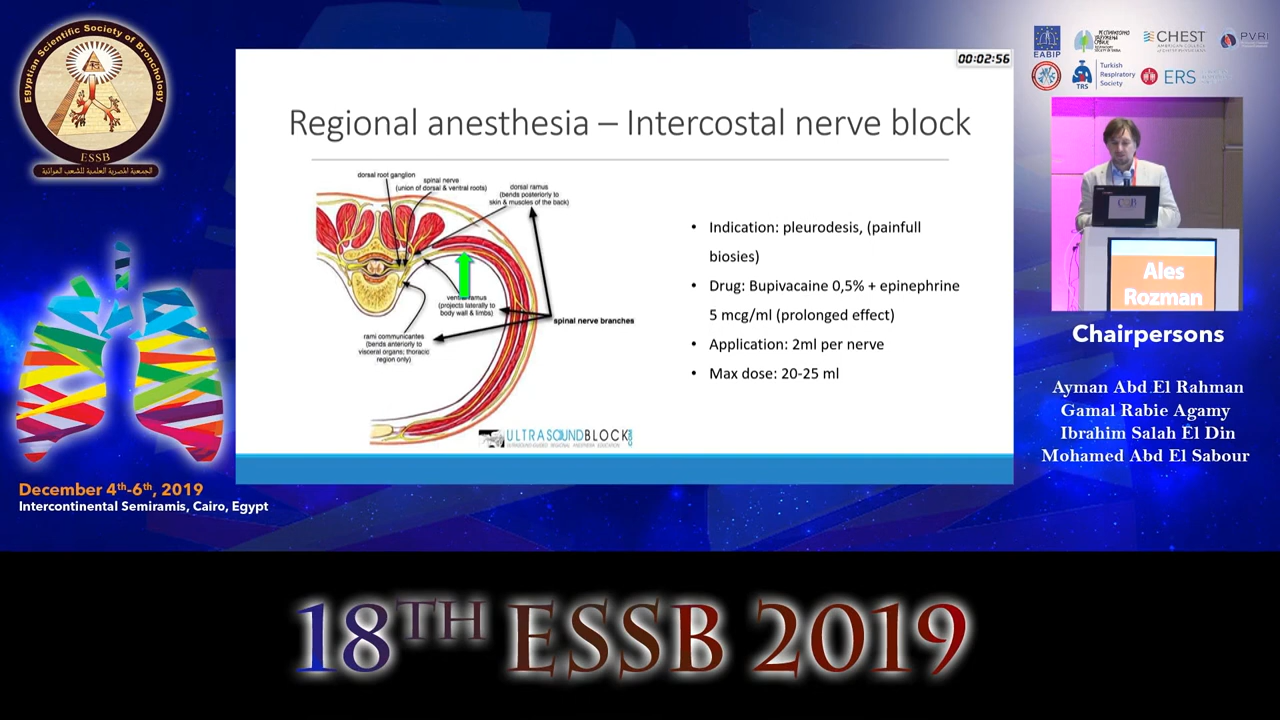 Egyptian Scientific Society of Bronchology
ESSB
الجمعية المصرية العلمية للشعب الهوائية
00:02:56
EABIP
CHEST
PVRI
TRS
Turkish
Respiratory
Society
ERS
Regional anesthesia – Intercostal nerve block
dorsal root ganglion
spinal nerve
(union of dorsal & ventral roots)
dorsal ramus
(bends posteriorly to
skin & muscles of the back)
ramus
(projects laterally to
body wall & limbs)
spinal nerve branches
rami communicantes
(bends anteriorly to
visceral organs; thoracic
region only)
ULTRASOUNDBLOCK
• Indication: pleurodesis, (painfull
biosies)
• Drug: Bupivacaine 0,5% + epinephrine
5 mcg/ml (prolonged effect)
• Application: 2ml per nerve
• Max dose: 20-25 ml
Ales
Rozman
Chairpersons
Ayman Abd El Rahman
Gamal Rabie Agamy
Ibrahim Salah El Din
Mohamed Abd El Sabour
December 4th-6th, 2019
Intercontinental Semiramis, Cairo, Egypt
18TH ESSB 2019